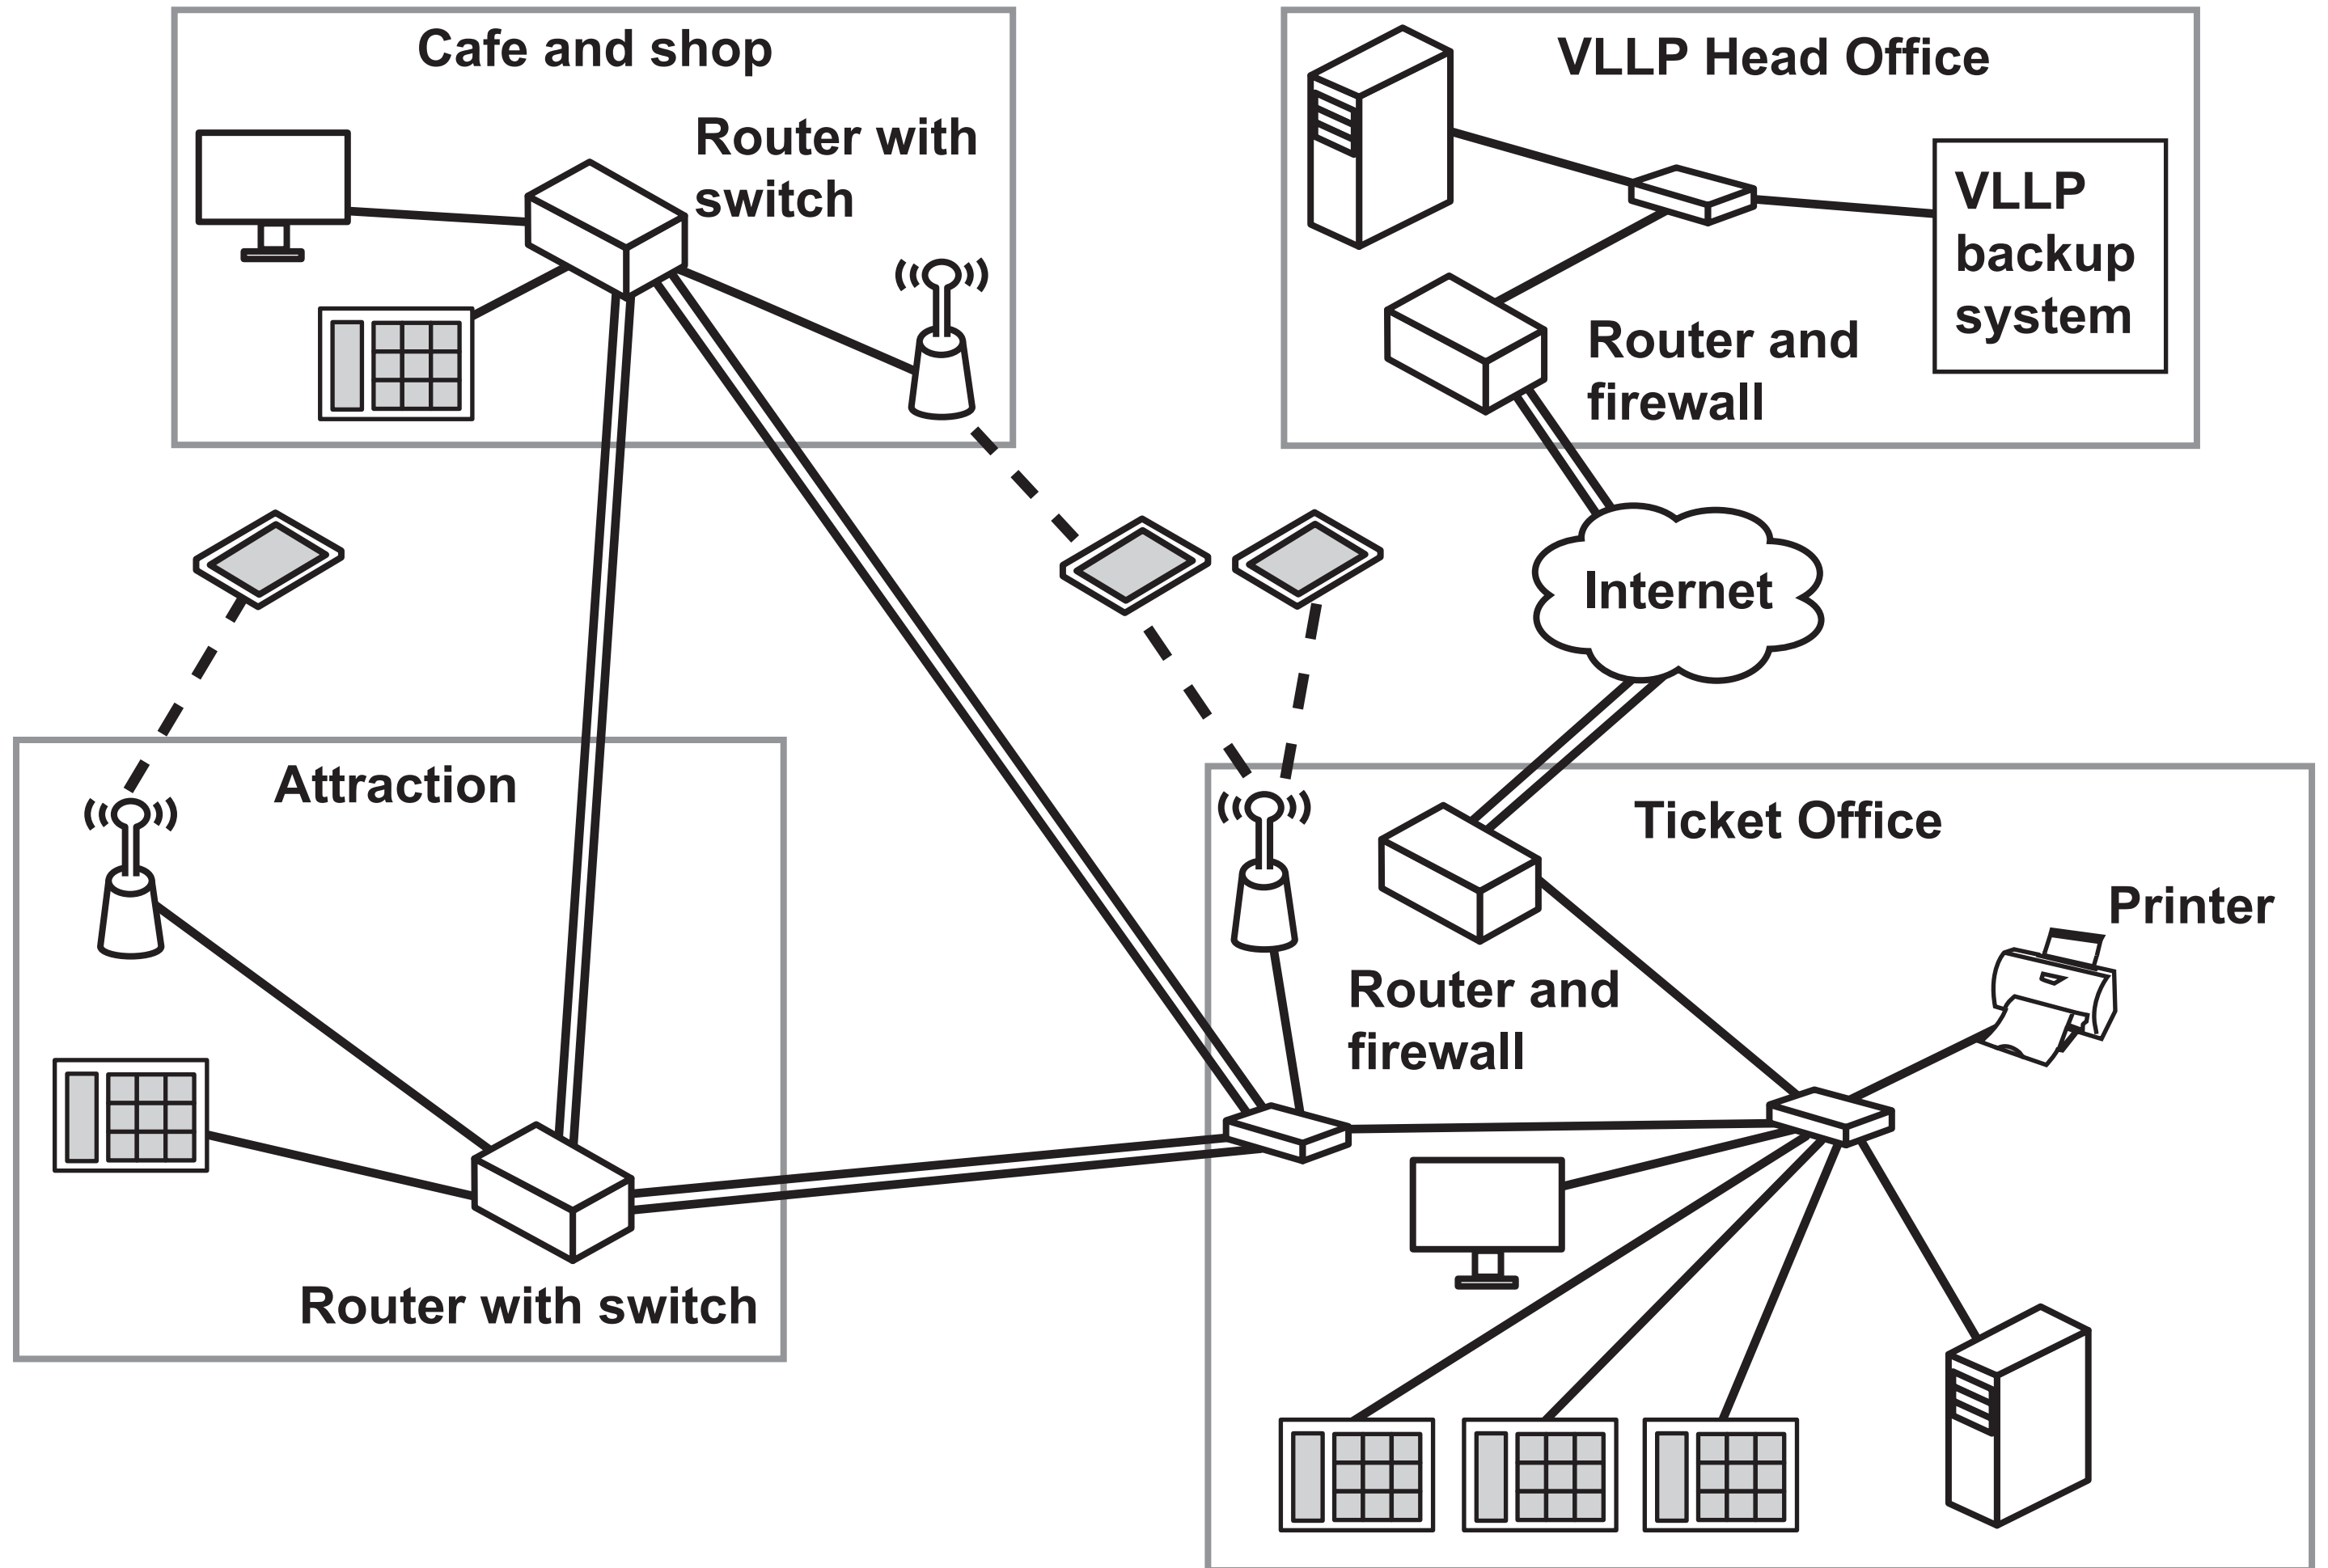 Cafe and shop
Router with
switch
VLLP Head Office
VLLP
backup
system
Router and
firewall
Internet
Attraction
Router with switch
Ticket Office
Printer
Router and
firewall